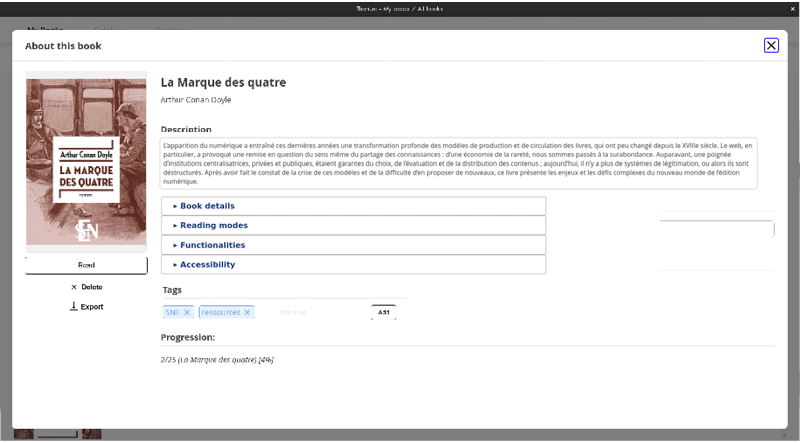 Thorium - My books / All books
About this book
La Marque des quatre
Arthur Conan Doyle
Description
L'apparition du numérique a entraîné ces dernières années une transformation profonde des modèles de production et de circulation des livres, qui ont peu changé depuis le XVIIIe siècle. Le web, en
particulier, a provoqué une remise en question du sens même du partage des connaissances : d'une économie de la rareté, nous sommes passés à la surabondance. Auparavant, une poignée
d'institutions centralisatrices, privées et publiques, étaient garantes du choix, de l'évaluation et de la distribution des contenus ; aujourd'hui, il n'y a plus de systèmes de légitimation, ou alors ils sont
déstructurés. Après avoir fait le constat de la crise de ces modèles et de la difficulté d'en proposer de nouveaux, ce livre présente les enjeux et les défis complexes du nouveau monde de l'édition
numérique.
Arthur Conan Doyle
LA MARQUE
DES QUATRE
roman
Book details
Reading modes
Functionalities
Accessibility
Read
Delete
Export
Tags
SNE
ressources
Add a tag
Add
Progression:
2/25 (La Marque des quatre) [4%]